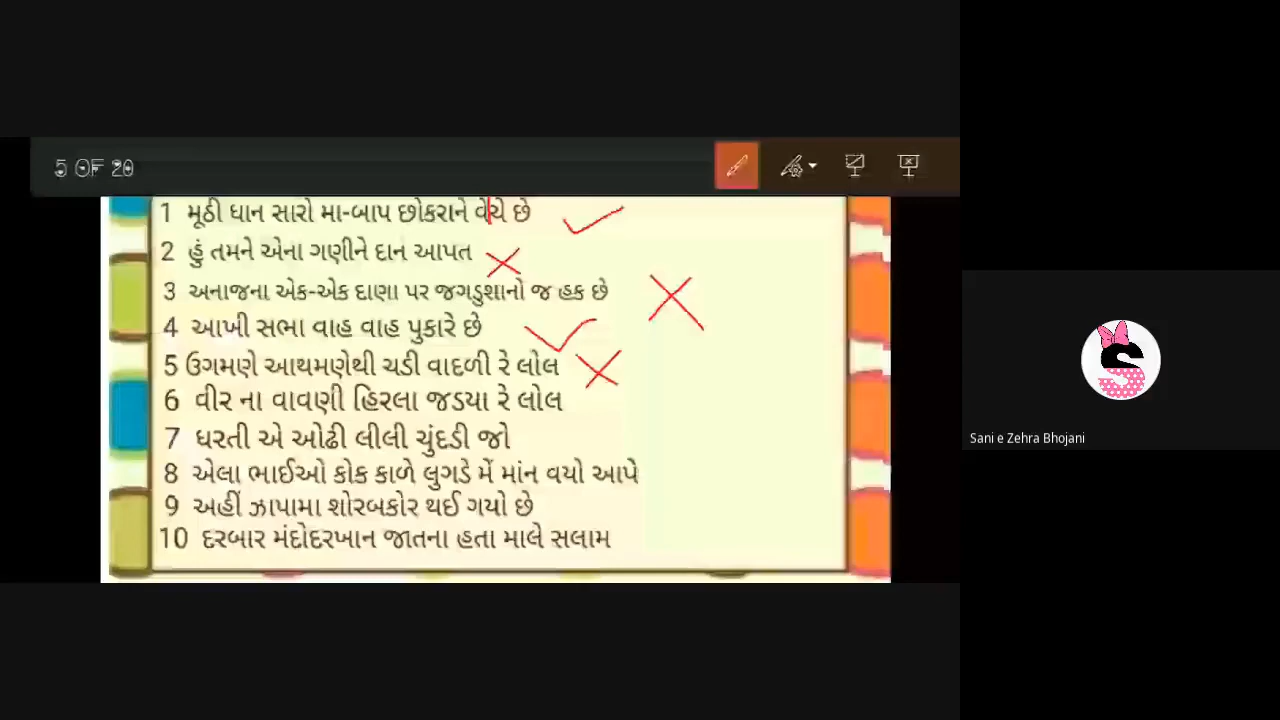 5 OF 20
1 મૂઠી ધાન સારો મા-બાપ છોકરાને વેચે છે
2 હું તમને એના ગણીને દાન આપત
3 અનાજના એક-એક દાણા પર જગડુશાનો જ હક છે
4 આખી સભા વાહ વાહ પુકારે છે
5 ઉગમણે આથમણેથી ચડી વાદળી રે લોલ
6 વીર ના વાવણી હિરલા જડયા રે લોલ
7 ધરતી એ ઓઢી લીલી ચુંદડી જો
8 એલા ભાઈઓ કોક કાળે લુગડે મેં માંન વયો આપે
9 અહીં ઝાપામા શોરબકોર થઈ ગયો છે
10 દરબાર મંદોદરખાન જાતના હતા માલે સલામ
Sani e Zehra Bhojani